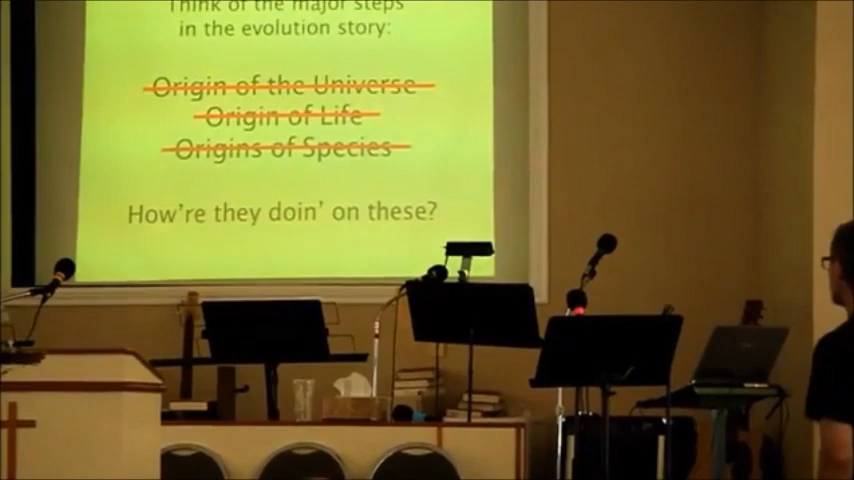 Think of the major steps
in the evolution story:
Origin of the Universe
Origin of Life
Origins of Species
How're they doin' on these?